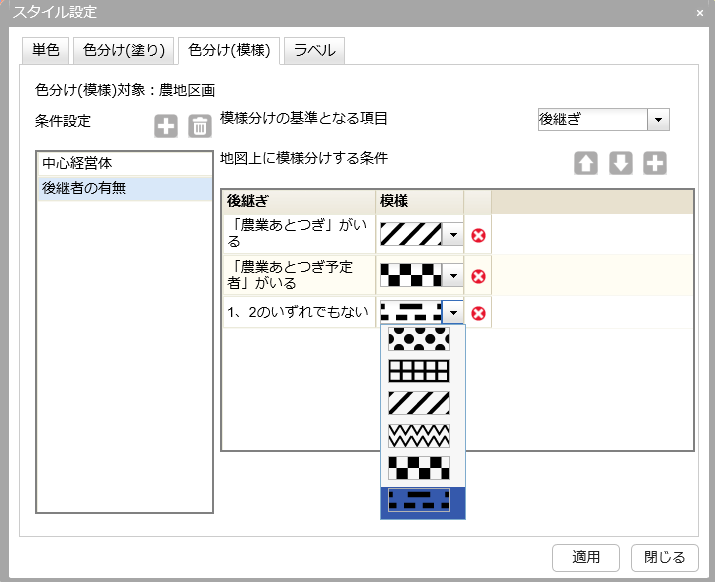 スタイル設定
×
単色
色分け(塗り)
色分け(模様)
ラベル
色分け(模様)対象：農地区画
条件設定
模様分けの基準となる項目
後継ぎ
地図上に模様分けする条件
中心経営体
後継者の有無
後継ぎ
模様
「農業あとつぎ」がい
る
「農業あとつぎ予定
者」がいる
1、2のいずれでもない
適用
閉じる